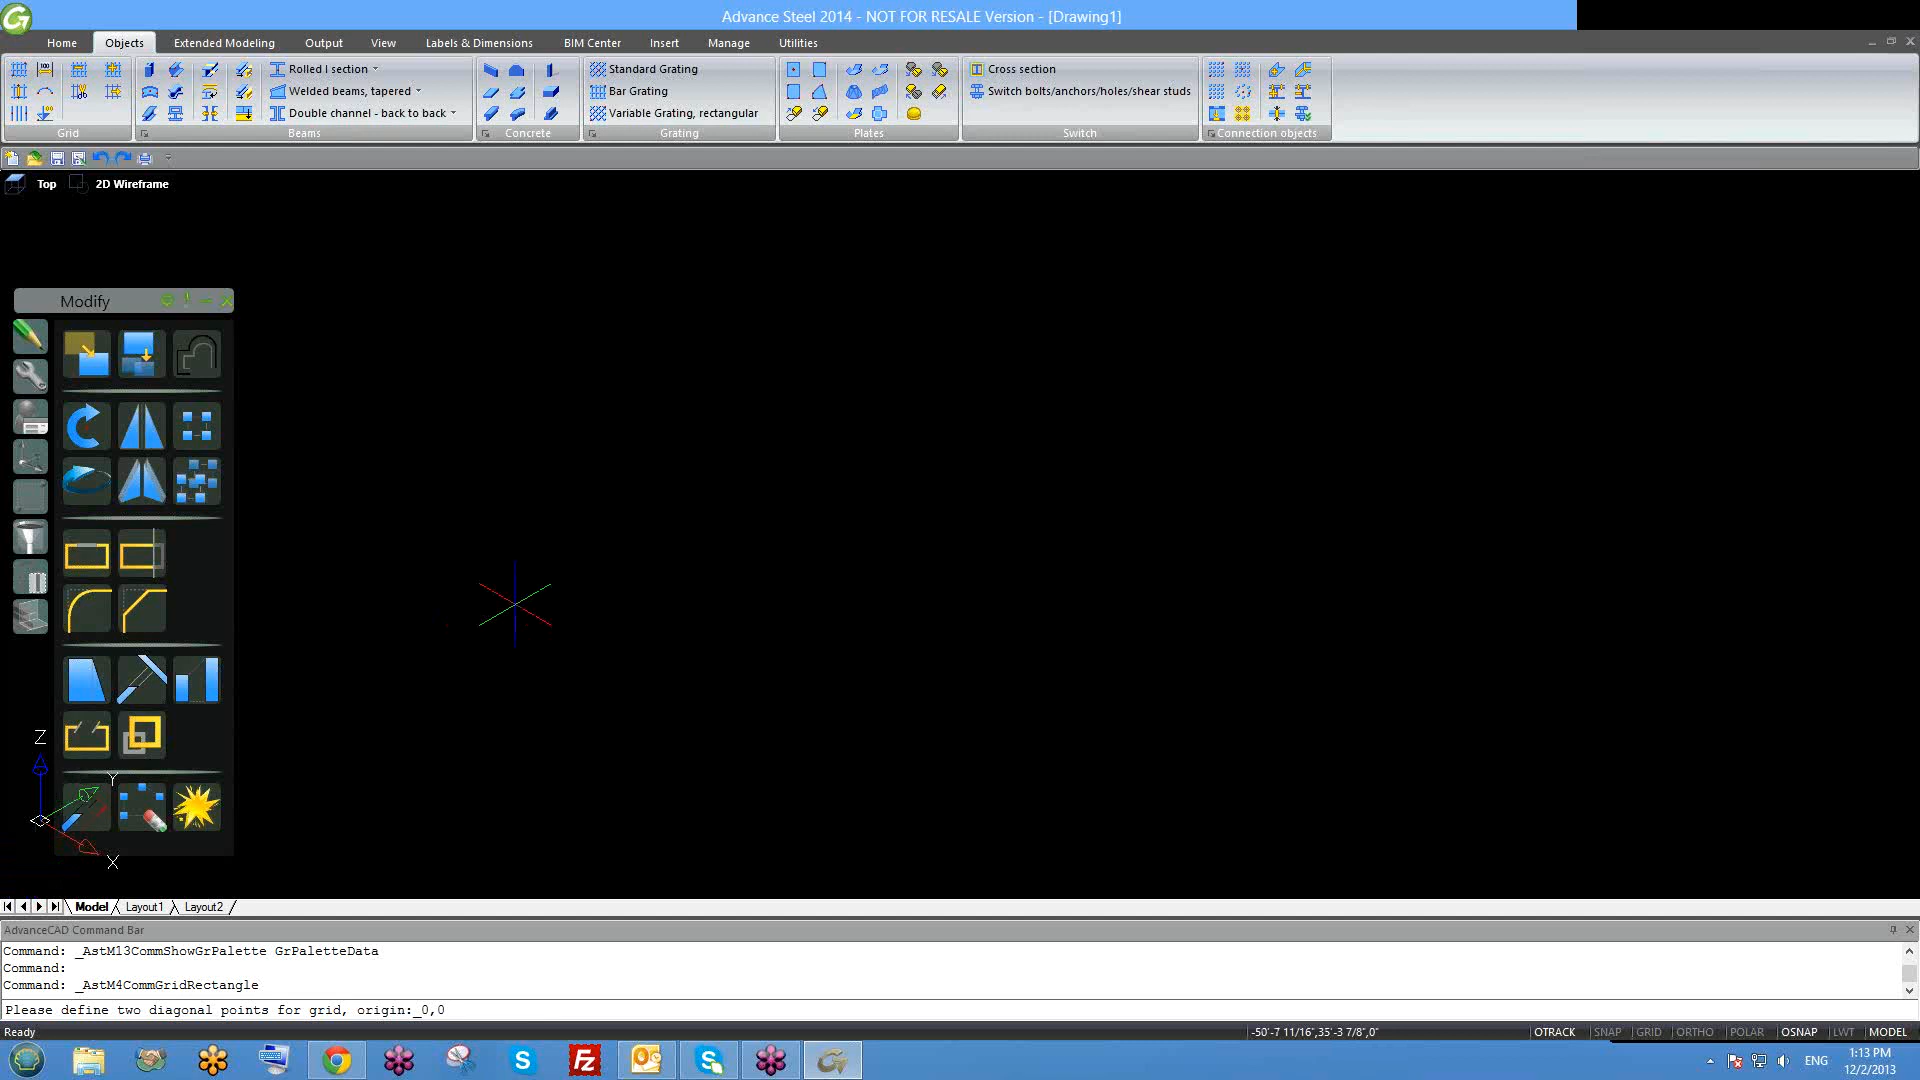 Advance Steel 2014 - NOT FOR RESALE Version - [Drawing1]
Home Objects Extended Modeling Output View Labels & Dimensions BIM Center Insert Manage Utilities
Rolled I section Standard Grating Cross section
Welded beams, tapered Bar Grating Switch bolts/anchors/holes/shear studs
Double channel - back to back Variable Grating, rectangular
Grid Beams Concrete Grating Plates Switch Connection objects
Top 2D Wireframe
Modify
Z
Y
X
Model Layout1 Layout2
AdvanceCAD Command Bar
Command: _AstM13CommShowGrPalette GrPaletteData
Command:
Command: _AstM4CommGridRectangle
Please define two diagonal points for grid, origin:_0,0
Ready -50'-7 11/16",35'-3 7/8",0" OTRACK SNAP GRID ORTHO POLAR OSNAP LWT MODEL
ENG 1:13 PM
12/2/2013